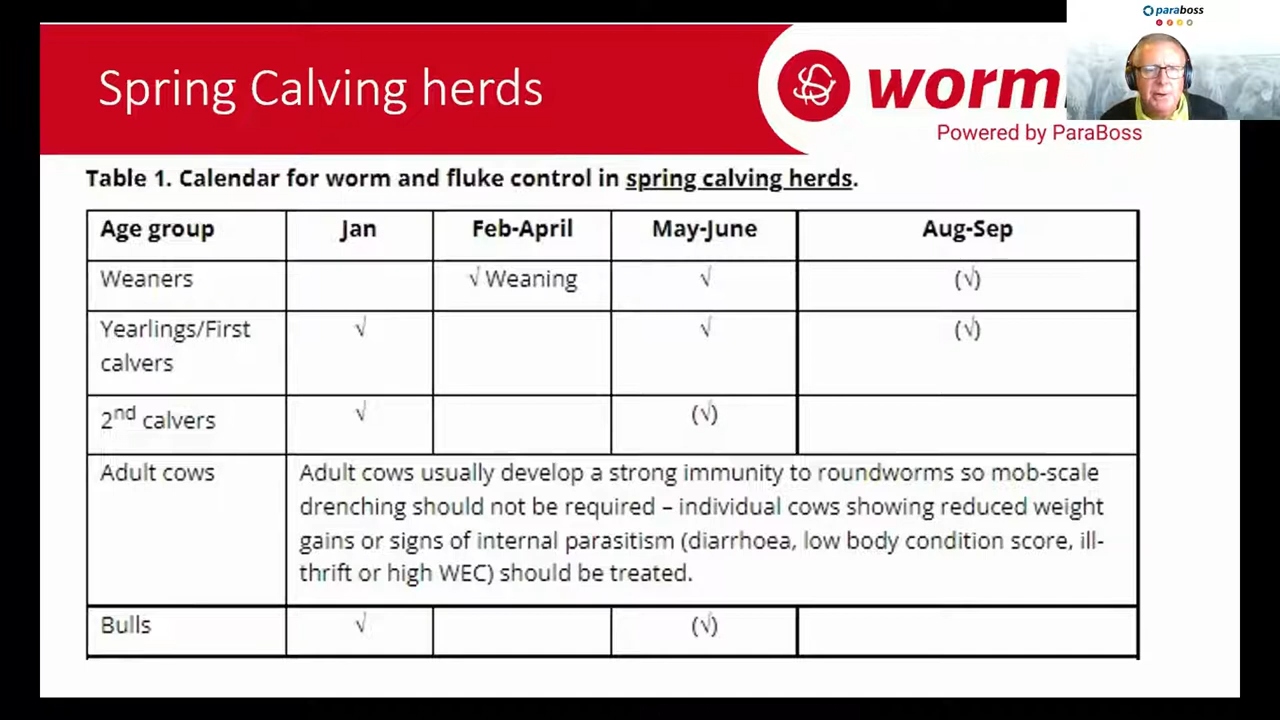 paraboss
Spring Calving herds
worm
Powered by ParaBoss
Table 1. Calendar for worm and fluke control in spring calving herds.
Age group Jan Feb-April May-June Aug-Sep
Weaners √ Weaning √ (√)
Yearlings/First calvers √ √ (√)
2nd calvers √ (√)
Adult cows
Adult cows usually develop a strong immunity to roundworms so mob-scale
drenching should not be required – individual cows showing reduced weight
gains or signs of internal parasitism (diarrhoea, low body condition score, ill-
thrift or high WEC) should be treated.
Bulls √ (√)